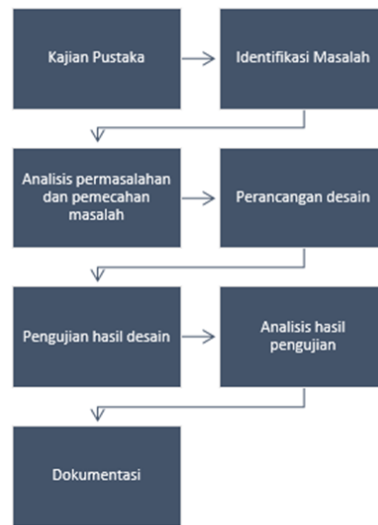 Kajian Pustaka
Identifikasi Masalah
Analisis permasalahan
dan pemecahan
masalah
Perancangan desain
Pengujian hasil desain
Analisis hasil
pengujian
Dokumentasi